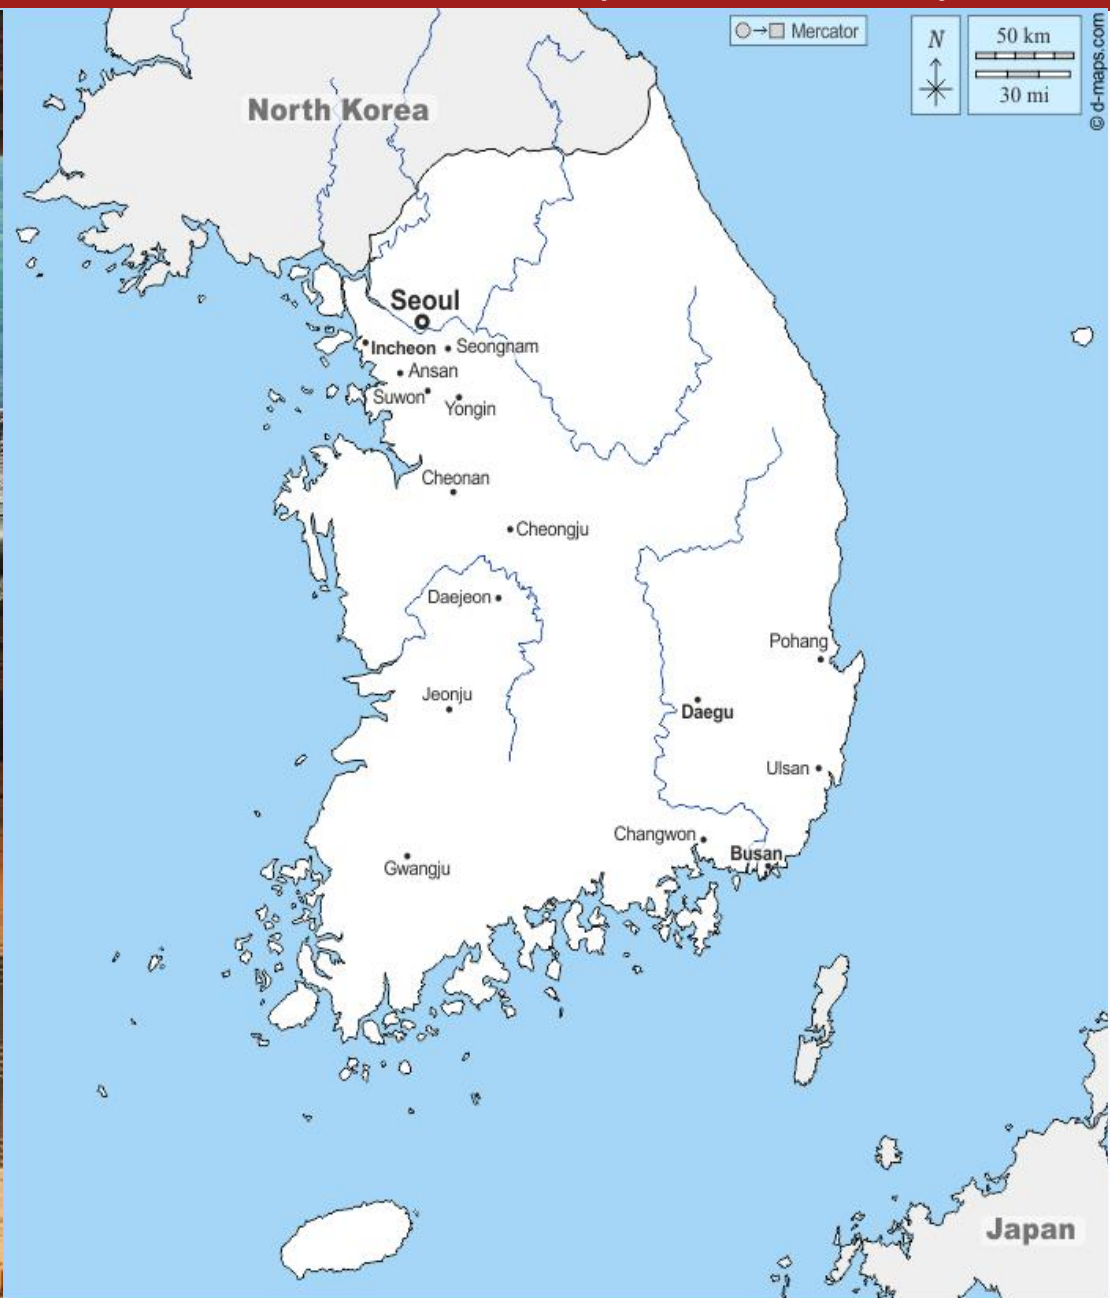 Mercator
N
50 km
30 mi
© d-maps.com
North Korea
Seoul
Incheon
Seongnam
Ansan
Suwon
Yongin
Cheonan
Cheongju
Daejeon
Pohang
Jeonju
Daegu
Ulsan
Changwon
Busan
Gwangju
Japan